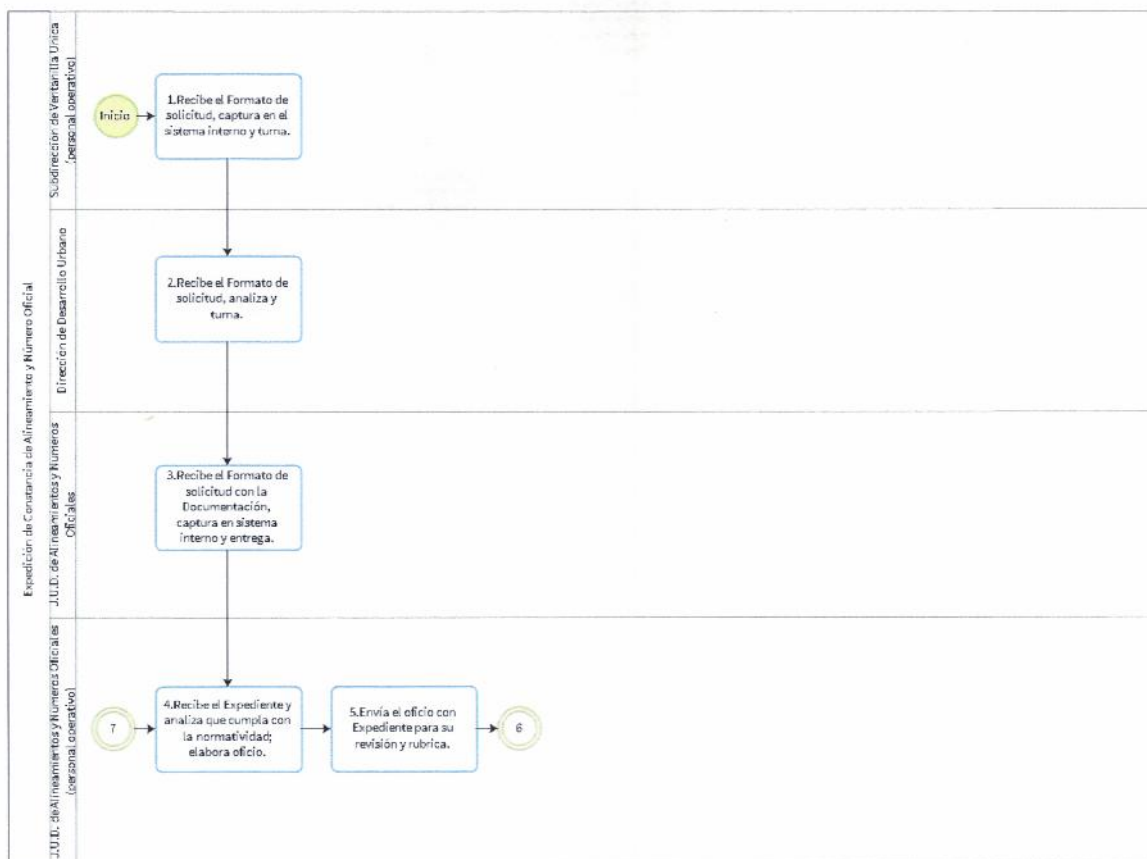 Expedición de Constancia de Alineamiento y Número Oficial
Subdirección de Ventanilla Unica
(personal operativo)
Inicio
1.Recibe el Formato de
solicitud, captura en el
sistema interno y turna.
Dirección de Desarrollo Urbano
2.Recibe el Formato de
solicitud, analiza y
turna.
J.U.D. de Alineamientos y Números
Oficiales
3.Recibe el Formato de
solicitud con la
Documentación,
captura en sistema
interno y entrega.
J.U.D. de Alineamientos y Números Oficiales
(personal operativo)
7
4.Recibe el Expediente y
analiza que cumpla con
la normatividad;
elabora oficio.
5.Envía el oficio con
Expediente para su
revisión y rubrica.
6